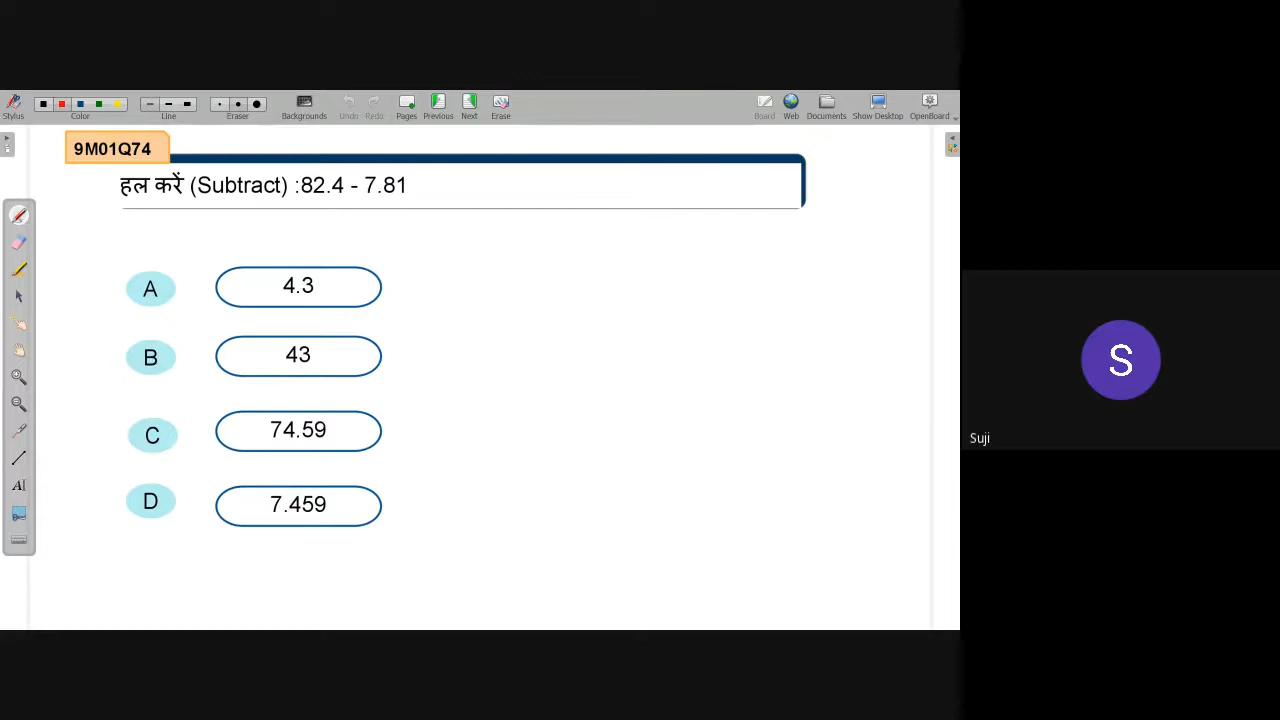 Stylus
Color
Line
Eraser
Backgrounds
Undo
Redo
Pages
Previous
Next
Erase
Board
Web
Documents
Show Desktop
OpenBoard
9M01Q74
हल करें (Subtract) :82.4 - 7.81
A 4.3
B 43
C 74.59
D 7.459
S
Suji